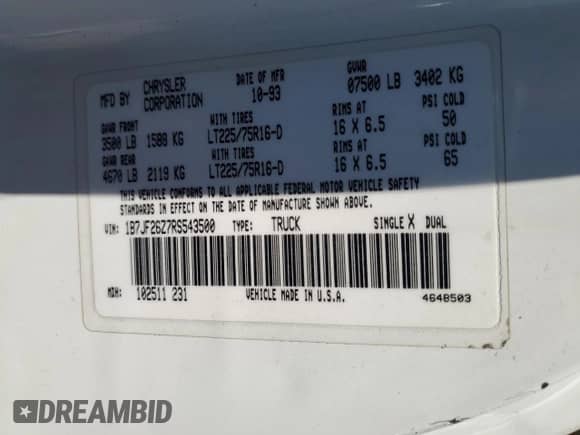 MFD BY CHRYSLER CORPORATION DATE OF MFR 10-93 GVWR 07500 LB 3402 KG
GAWR FRONT WITH TIRES RIMS AT PSI COLD
3500 LB 1588 KG LT225/75R16-D 16 X 6.5 50
GAWR REAR WITH TIRES RIMS AT PSI COLD
4670 LB 2119 KG LT225/75R16-D 16 X 6.5 65
THIS VEHICLE CONFORMS TO ALL APPLICABLE FEDERAL MOTOR VEHICLE SAFETY
STANDARDS IN EFFECT ON THE DATE OF MANUFACTURE SHOWN ABOVE.
VIN: 1B7JF26Z7RS543500 TYPE: TRUCK SINGLE X DUAL
MDH: 102511 231 VEHICLE MADE IN U.S.A. 4648503
DREAMBID